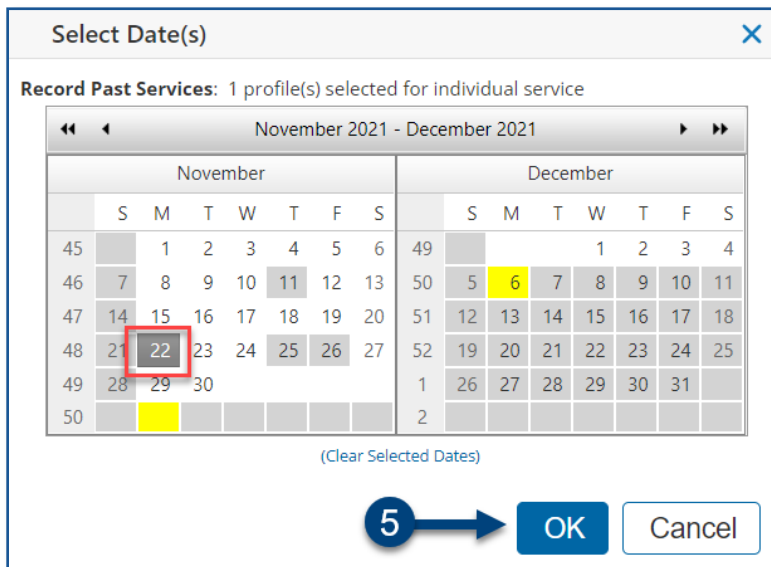 Select Date(s)
Record Past Services: 1 profile(s) selected for individual service
November 2021 - December 2021
November December
S M T W T F S S M T W T F S
45 1 2 3 4 5 6 49 1 2 3 4
46 7 8 9 10 11 12 13 50 5 6 7 8 9 10 11
47 14 15 16 17 18 19 20 51 12 13 14 15 16 17 18
48 21 22 23 24 25 26 27 52 19 20 21 22 23 24 25
49 28 29 30 1 26 27 28 29 30 31
50 2
(Clear Selected Dates)
5 OK Cancel